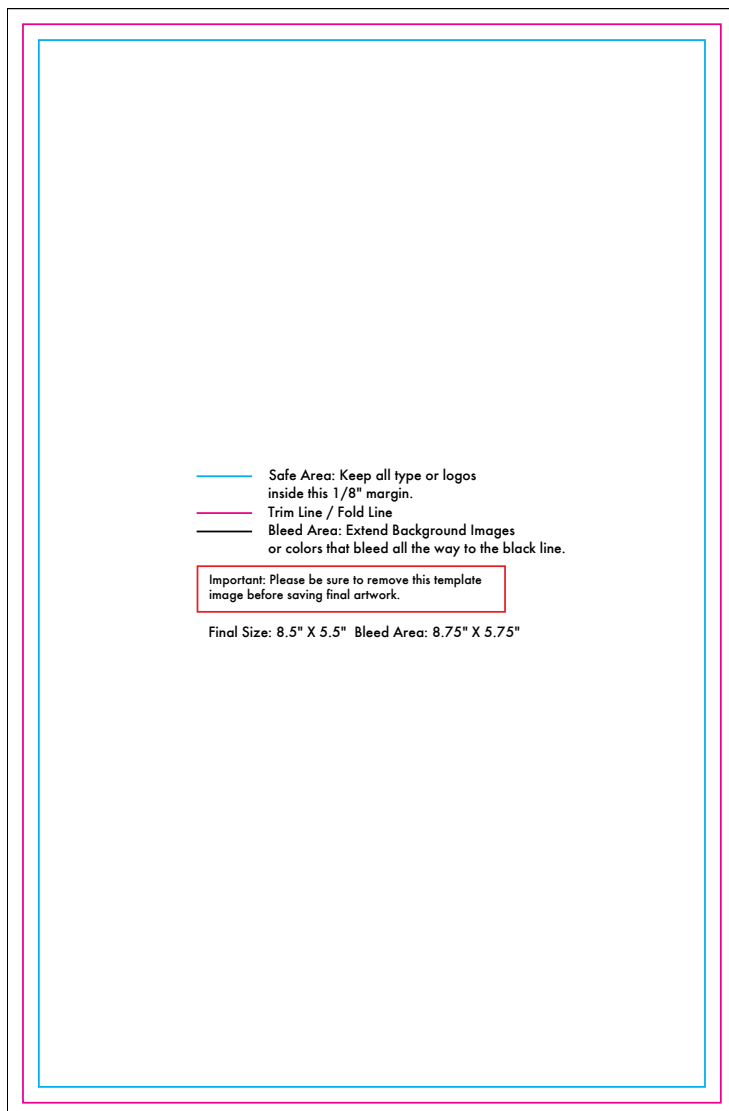 Safe Area: Keep all type or logos
inside this 1/8" margin.
Trim Line / Fold Line
Bleed Area: Extend Background Images
or colors that bleed all the way to the black line.
Important: Please be sure to remove this template
image before saving final artwork.
Final Size: 8.5" X 5.5"  Bleed Area: 8.75" X 5.75"